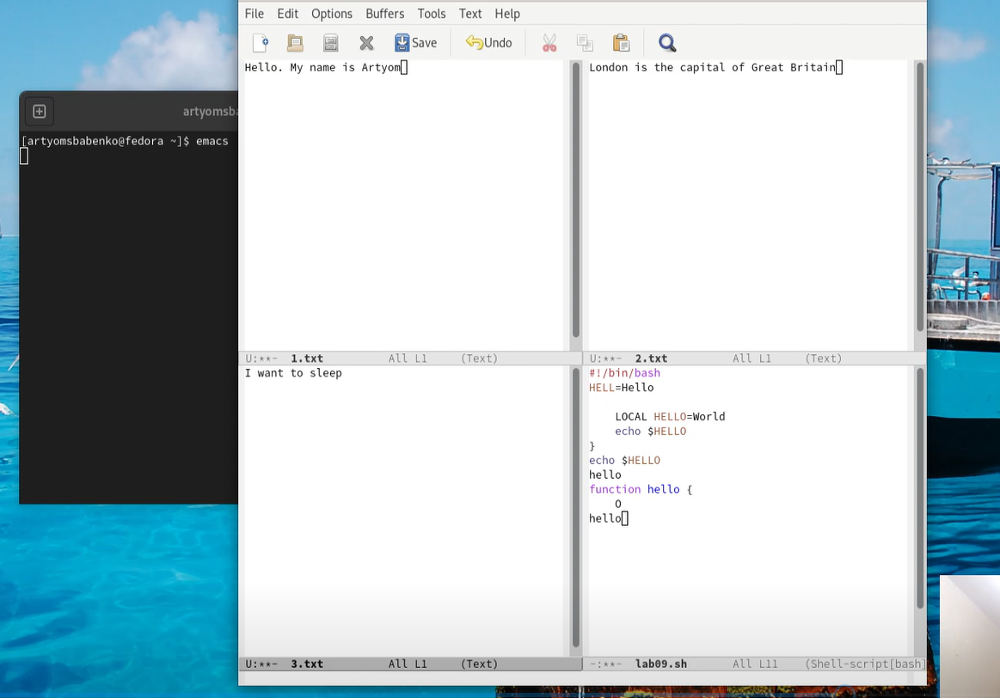 File Edit Options Buffers Tools Text Help
Save Undo
artyomsba
[artyomsbabenko@fedora ~]$ emacs
Hello. My name is Artyom
U:**- 1.txt All L1 (Text)
London is the capital of Great Britain
U:**- 2.txt All L1 (Text)
I want to sleep
U:**- 3.txt All L1 (Text)
#!/bin/bash
HELL=Hello
    LOCAL HELLO=World
    echo $HELLO
}
echo $HELLO
hello
function hello {
    O
hello
-:**- lab09.sh All L11 (Shell-script[bash]